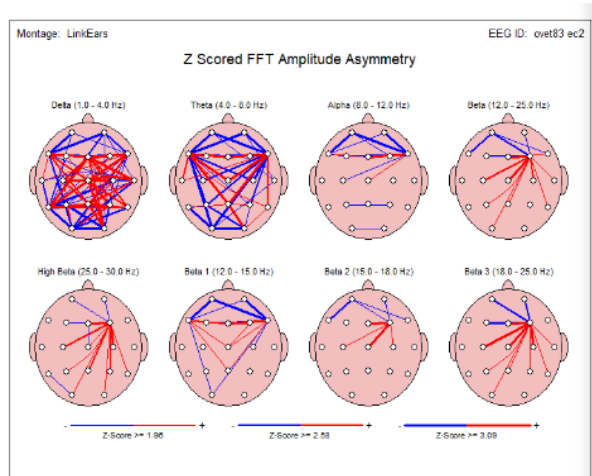 Montage: LinkEars EEG ID: ovet83 ec2
Z Scored FFT Amplitude Asymmetry
Delta (1.0 - 4.0 Hz) Theta (4.0 - 8.0 Hz) Alpha (8.0 - 12.0 Hz) Beta (12.0 - 25.0 Hz)
High Beta (25.0 - 30.0 Hz) Beta 1 (12.0 - 15.0 Hz) Beta 2 (15.0 - 18.0 Hz) Beta 3 (18.0 - 25.0 Hz)
- + - + - +
Z-Score >= 1.96 Z-Score >= 2.58 Z-Score >= 3.09